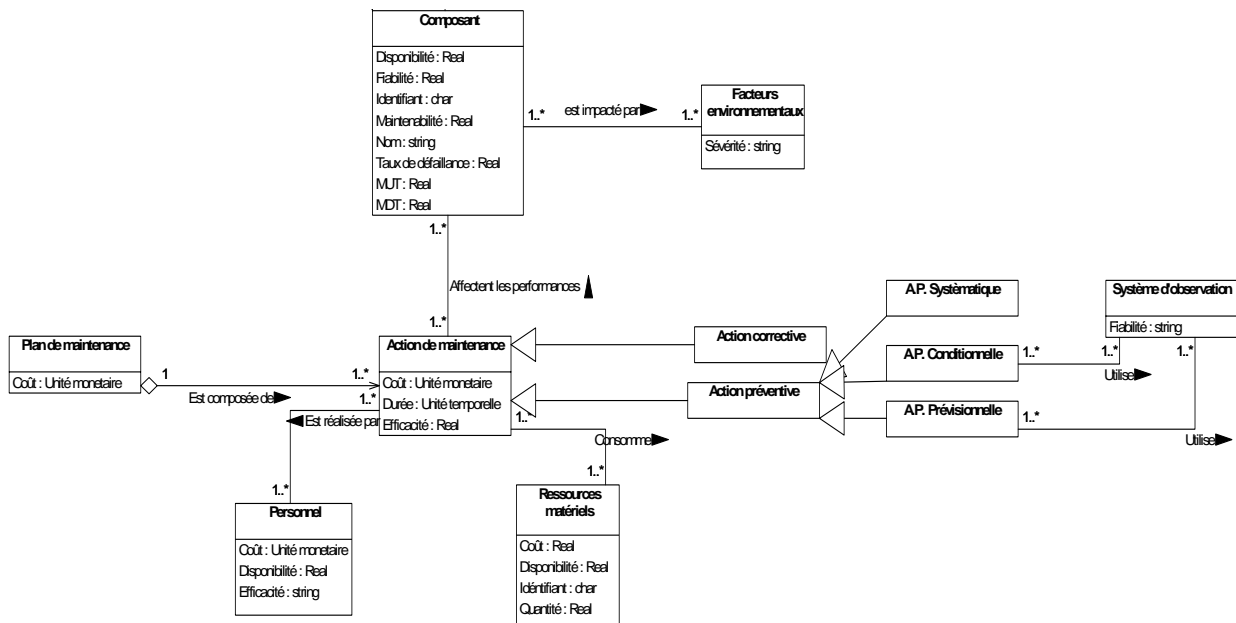 Composant
Disponibilité : Real
Fiabilité : Real
Identifiant : char
Maintenabilité : Real
Nom : string
Taux de défaillance : Real
MUT : Real
MDT : Real
1..*
est impacté par
1..*
Facteurs
environnementaux
Sévérité : string
1..*
Affectent les performances
1..*
Plan de maintenance
Coût : Unité monetaire
1
1..*
Est composée de
Action de maintenance
Coût : Unité monetaire
Durée : Unité temporelle
Efficacité : Real
Action corrective
Action préventive
A.P. Systèmatique
A.P. Conditionnelle
A.P. Prévisionnelle
1..*
1..*
Utilise
Système d'observation
Fiabilité : string
1..*
1..*
Utilise
1..*
Est réalisée par
1..*
Personnel
Coût : Unité monetaire
Disponibilité : Real
Efficacité : string
1..*
Consomme
1..*
Ressources
matériels
Coût : Real
Disponibilité : Real
Idéntifiant : char
Quantité : Real